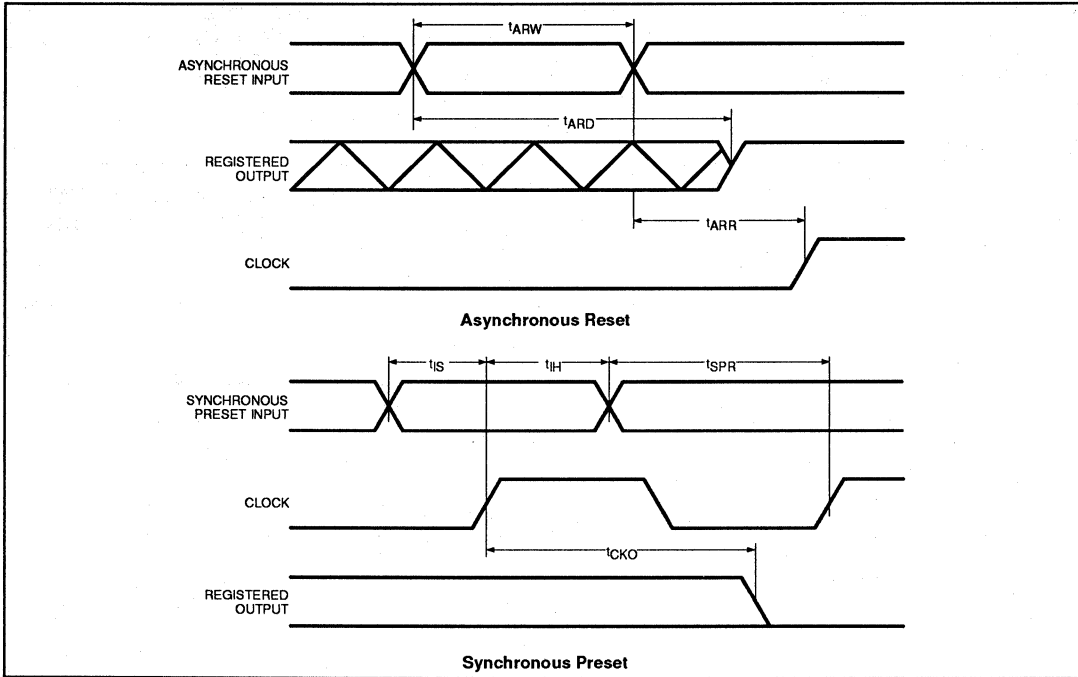 tARW
ASYNCHRONOUS
RESET INPUT
tARD
REGISTERED
OUTPUT
tARR
CLOCK
Asynchronous Reset
tIS
tIH
tSPR
SYNCHRONOUS
PRESET INPUT
CLOCK
tCKO
REGISTERED
OUTPUT
Synchronous Preset